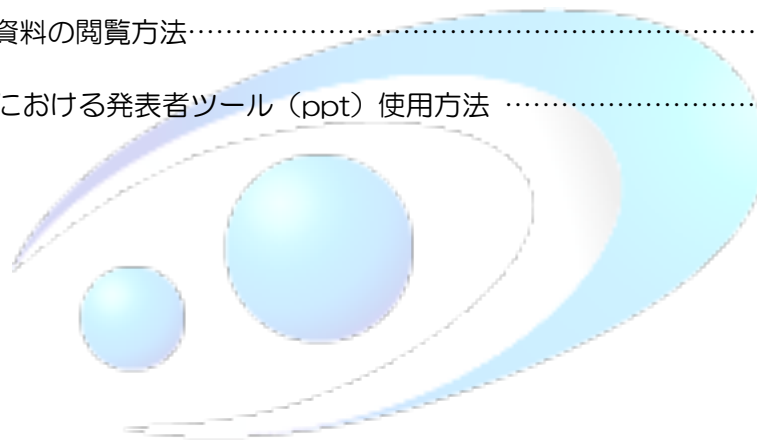 資料の閲覧方法……………………………………………………
における発表者ツール（ppt）使用方法 ………………………